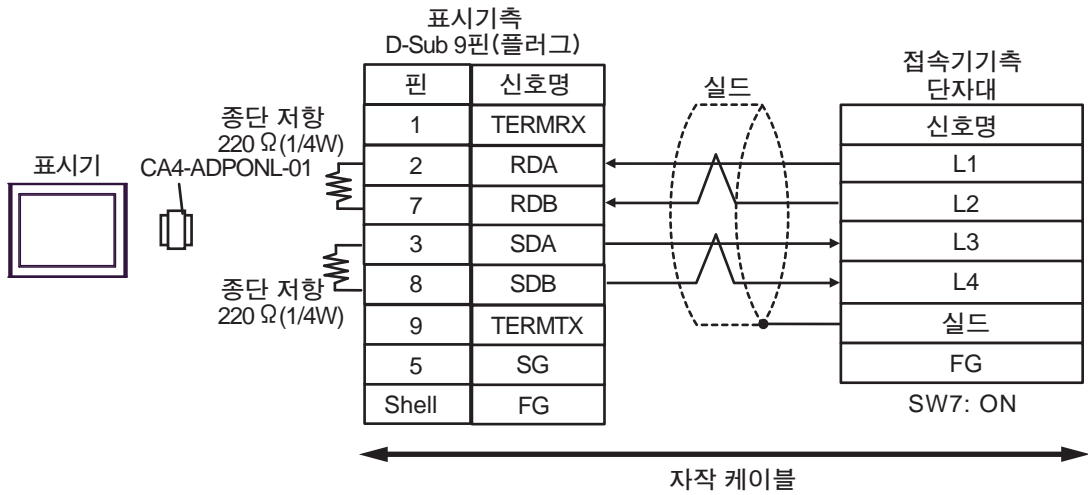 표시기측
D-Sub 9핀(플러그)
접속기기측
단자대
실드
종단 저항
220 Ω(1/4W)
표시기
CA4-ADPONL-01
종단 저항
220 Ω(1/4W)
핀 신호명
1 TERMRX
2 RDA
7 RDB
3 SDA
8 SDB
9 TERMTX
5 SG
Shell FG
신호명
L1
L2
L3
L4
실드
FG
SW7: ON
자작 케이블